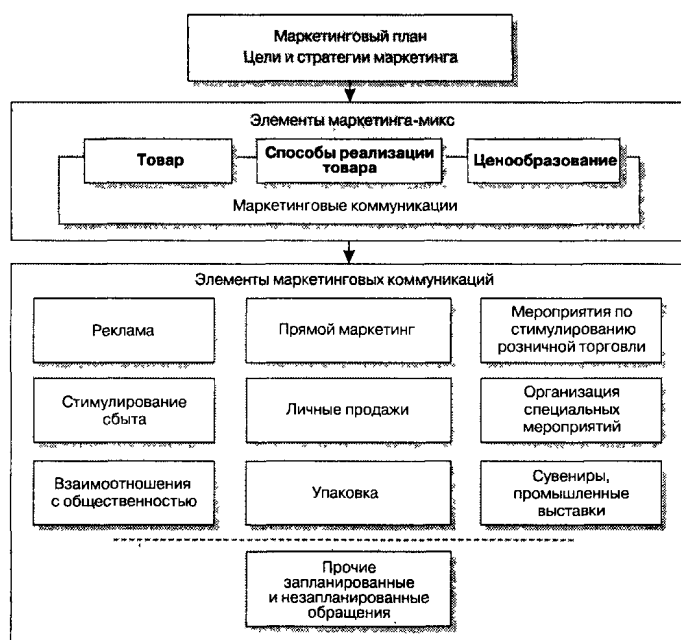 Маркетинговый план
Цели и стратегии маркетинга
Элементы маркетинга-микс
Товар
Способы реализации
товара
Ценообразование
Маркетинговые коммуникации
Элементы маркетинговых коммуникаций
Реклама
Прямой маркетинг
Мероприятия по
стимулированию
розничной торговли
Стимулирование
сбыта
Личные продажи
Организация
специальных
мероприятий
Взаимоотношения
с общественностью
Упаковка
Сувениры,
промышленные
выставки
Прочие
запланированные
и незапланированные
обращения